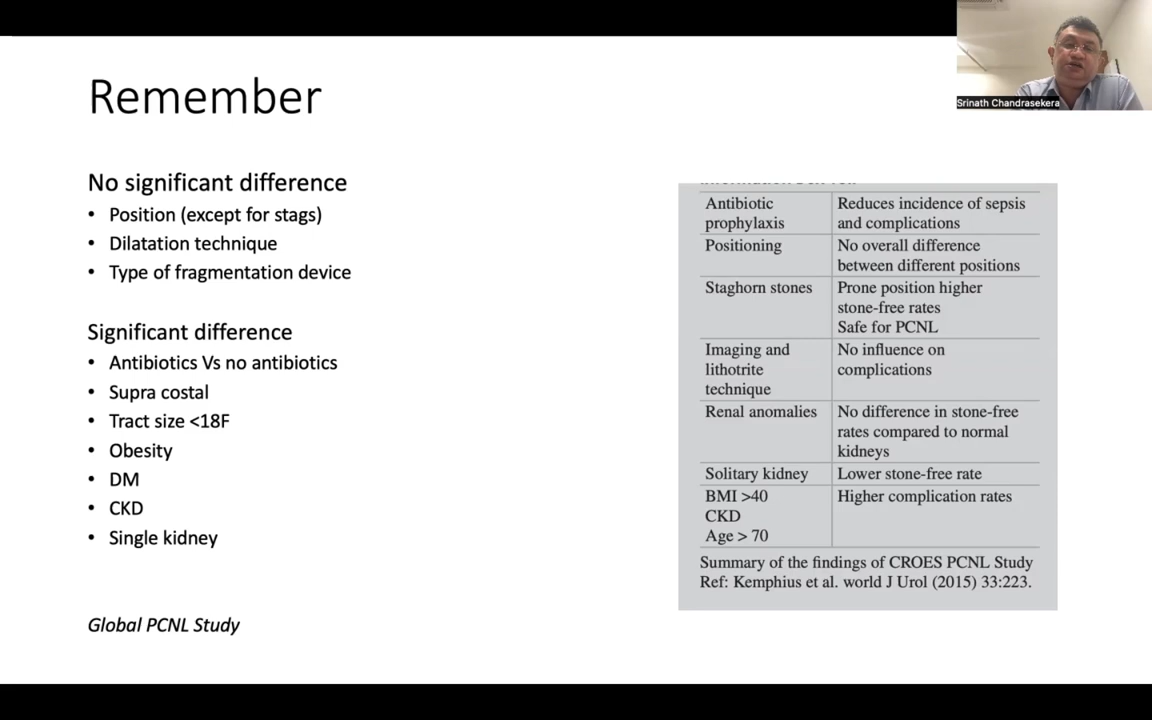 Remember
Srinath Chandrasekera
No significant difference
• Position (except for stags)
• Dilatation technique
• Type of fragmentation device
Significant difference
• Antibiotics Vs no antibiotics
• Supra costal
• Tract size <18F
• Obesity
• DM
• CKD
• Single kidney
Global PCNL Study
Antibiotic Reduces incidence of sepsis
prophylaxis and complications
Positioning No overall difference
between different positions
Staghorn stones Prone position higher
stone-free rates
Safe for PCNL
Imaging and No influence on
lithotrite complications
technique
Renal anomalies No difference in stone-free
rates compared to normal
kidneys
Solitary kidney Lower stone-free rate
BMI >40 Higher complication rates
CKD
Age > 70
Summary of the findings of CROES PCNL Study
Ref: Kemphius et al. world J Urol (2015) 33:223.